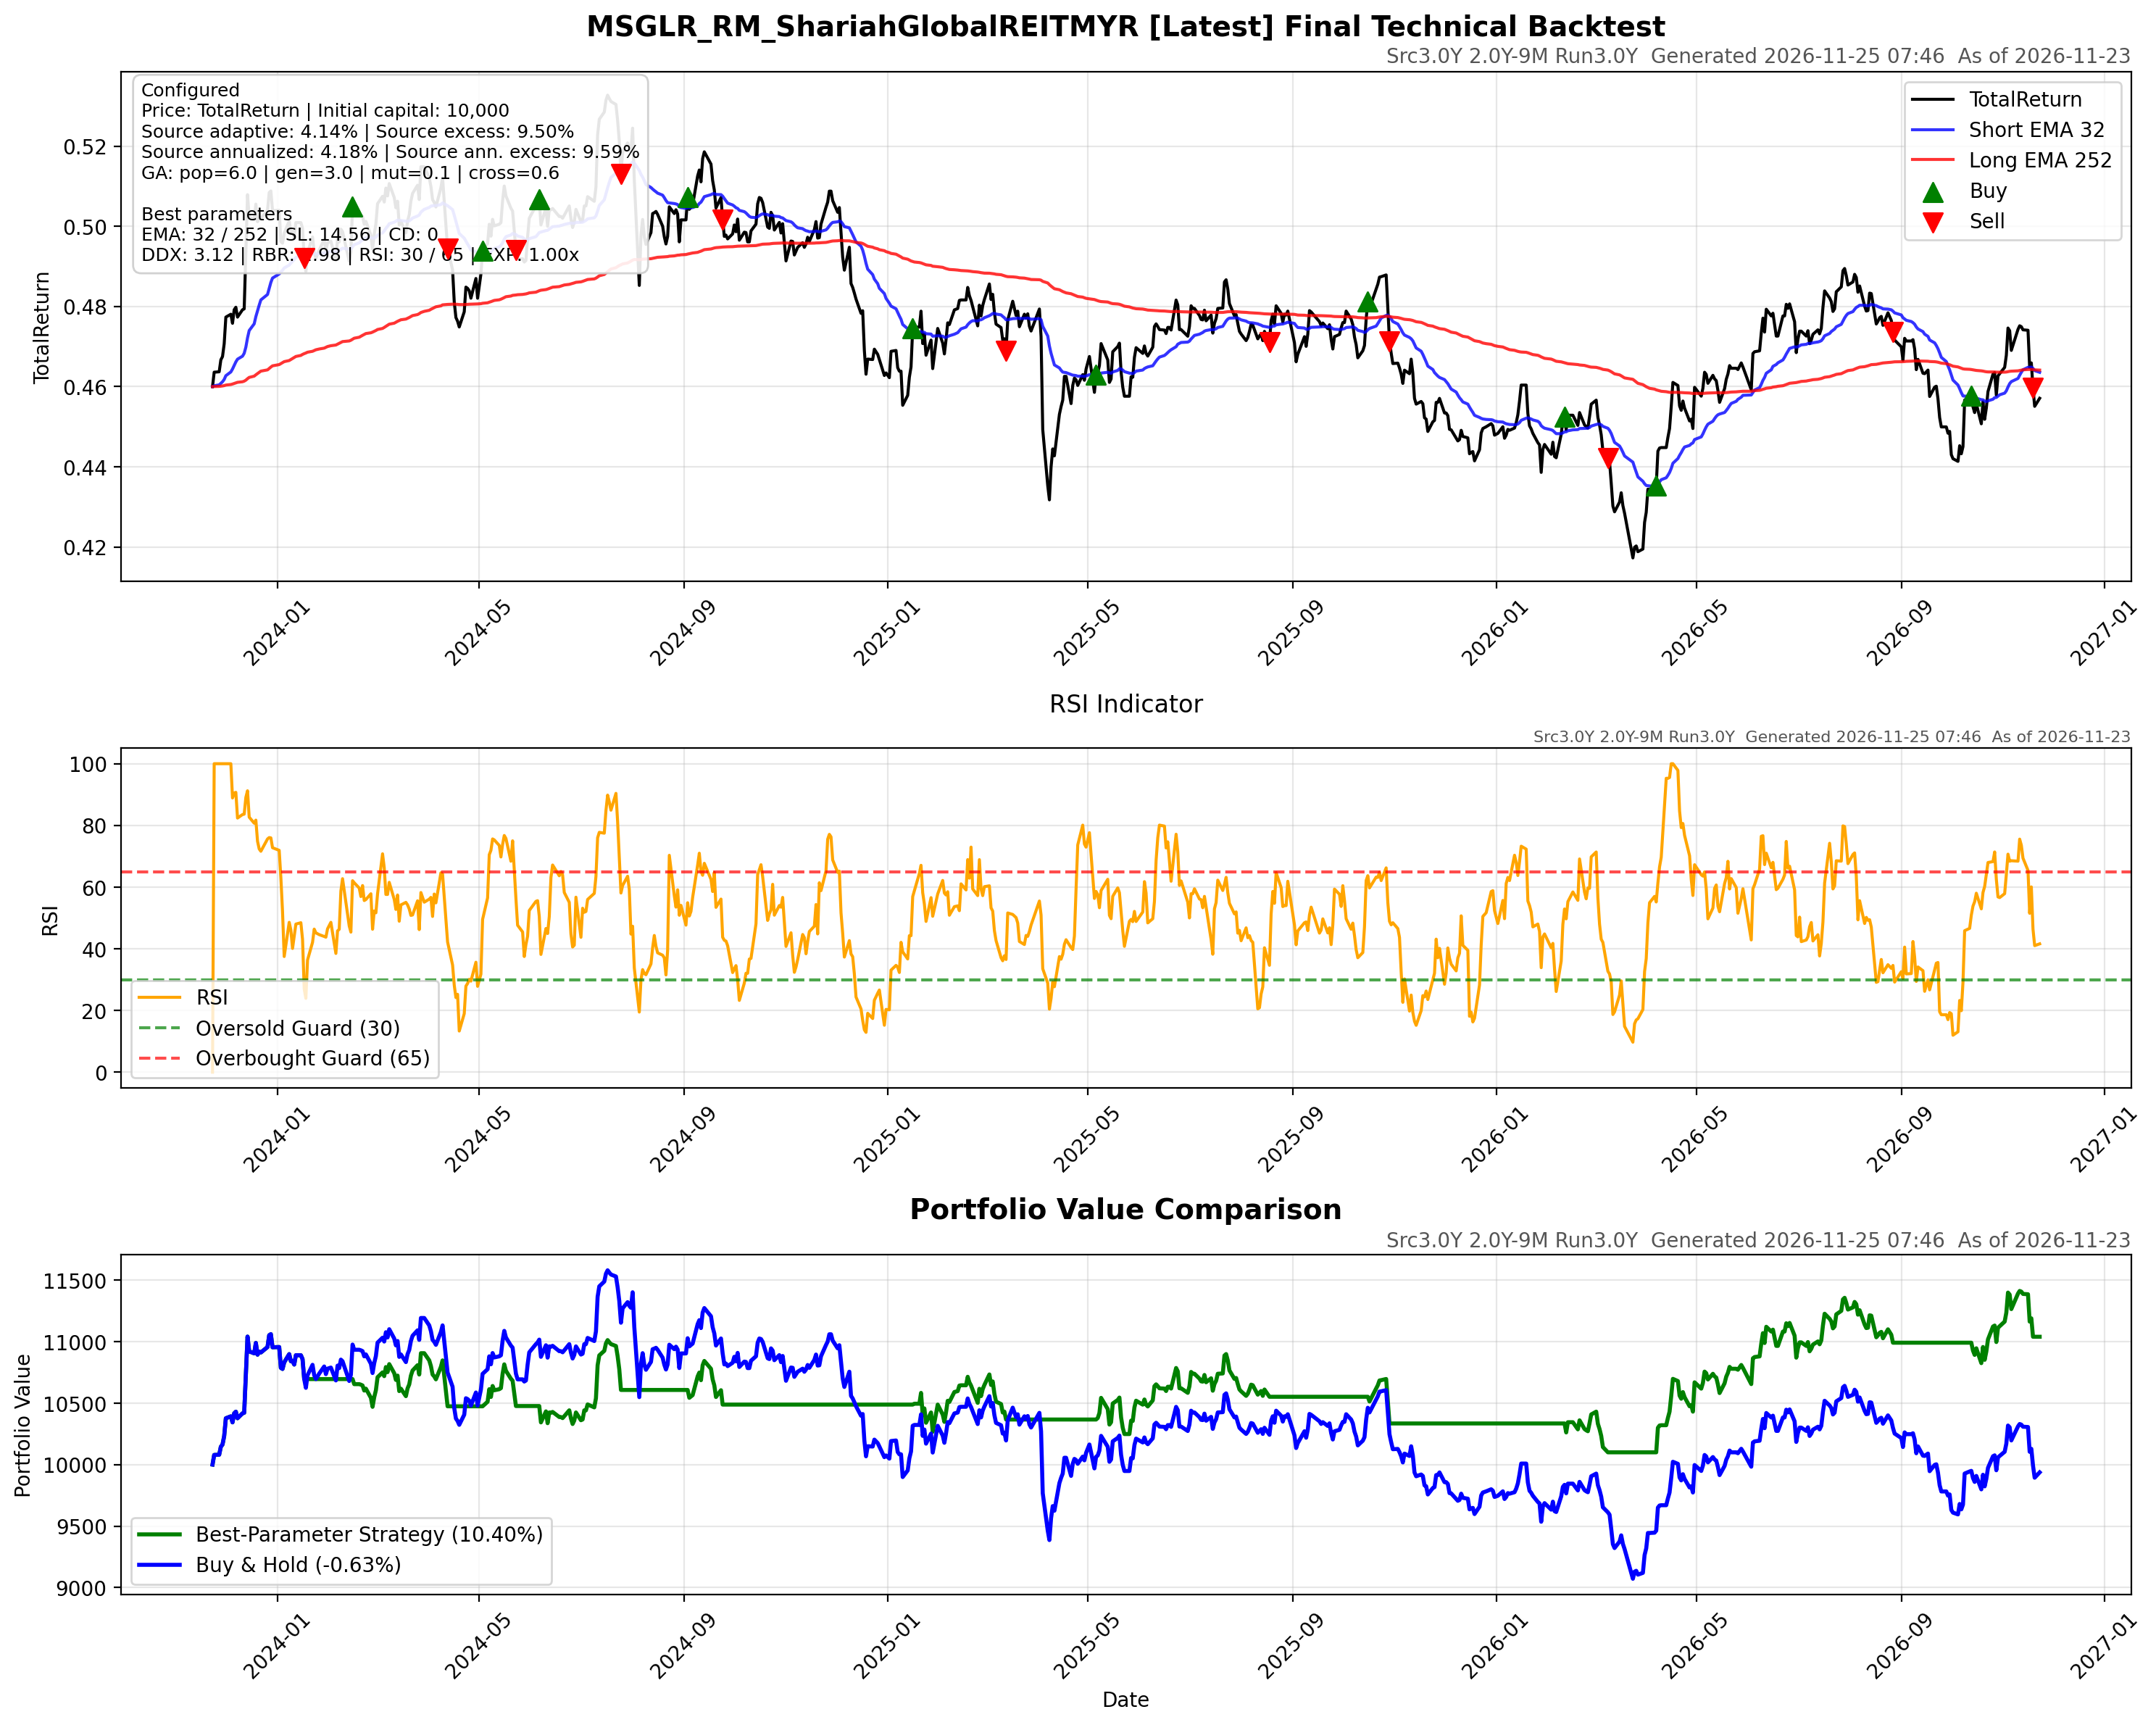 MSGLR_RM_ShariahGlobalREITMYR [Latest] Final Technical Backtest
Src3.0Y 2.0Y-9M Run3.0Y  Generated 2026-11-25 07:46  As of 2026-11-23
Configured
Price: TotalReturn | Initial capital: 10,000
Source adaptive: 4.14% | Source excess: 9.50%
Source annualized: 4.18% | Source ann. excess: 9.59%
GA: pop=6.0 | gen=3.0 | mut=0.1 | cross=0.6
Best parameters
EMA: 32 / 252 | SL: 14.56 | CD: 0
DDX: 3.12 | RBR: .98 | RSI: 30 / 65 | EXP: 1.00x
TotalReturn
Short EMA 32
Long EMA 252
Buy
Sell
TotalReturn
0.52
0.50
0.48
0.46
0.44
0.42
2024-01
2024-05
2024-09
2025-01
2025-05
2025-09
2026-01
2026-05
2026-09
2027-01
RSI Indicator
Src3.0Y 2.0Y-9M Run3.0Y  Generated 2026-11-25 07:46  As of 2026-11-23
RSI
100
80
60
40
20
0
RSI
Oversold Guard (30)
Overbought Guard (65)
2024-01
2024-05
2024-09
2025-01
2025-05
2025-09
2026-01
2026-05
2026-09
2027-01
Portfolio Value Comparison
Src3.0Y 2.0Y-9M Run3.0Y  Generated 2026-11-25 07:46  As of 2026-11-23
Portfolio Value
11500
11000
10500
10000
9500
9000
Best-Parameter Strategy (10.40%)
Buy & Hold (-0.63%)
2024-01
2024-05
2024-09
2025-01
2025-05
2025-09
2026-01
2026-05
2026-09
2027-01
Date